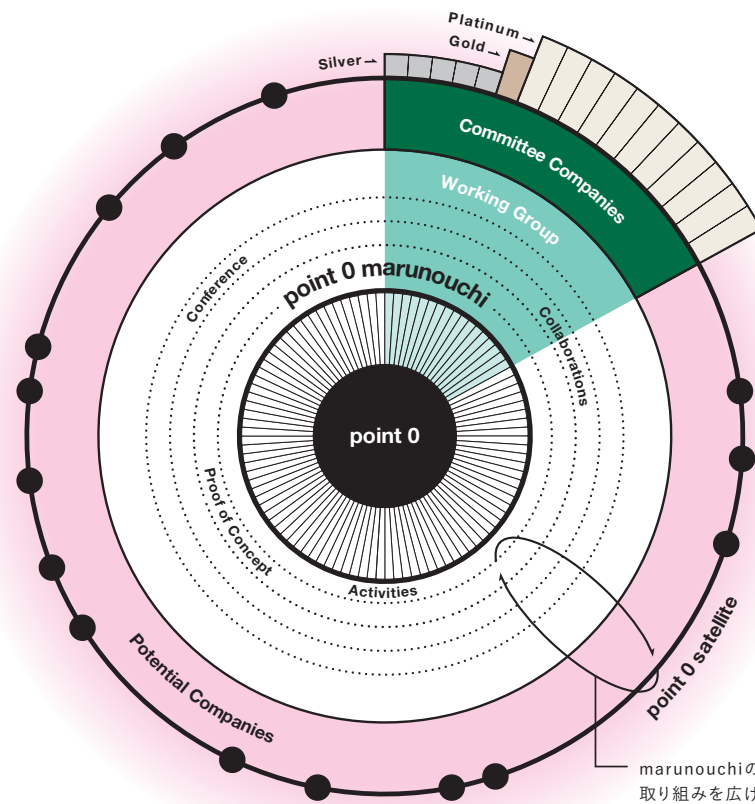 Platinum
Gold
Silver
Committee Companies
Working Group
Conference
point 0 marunouchi
Collaborations
point 0
Proof of Concept
Activities
Potential Companies
point 0 satellite
marunouchiの
取り組みを広げ